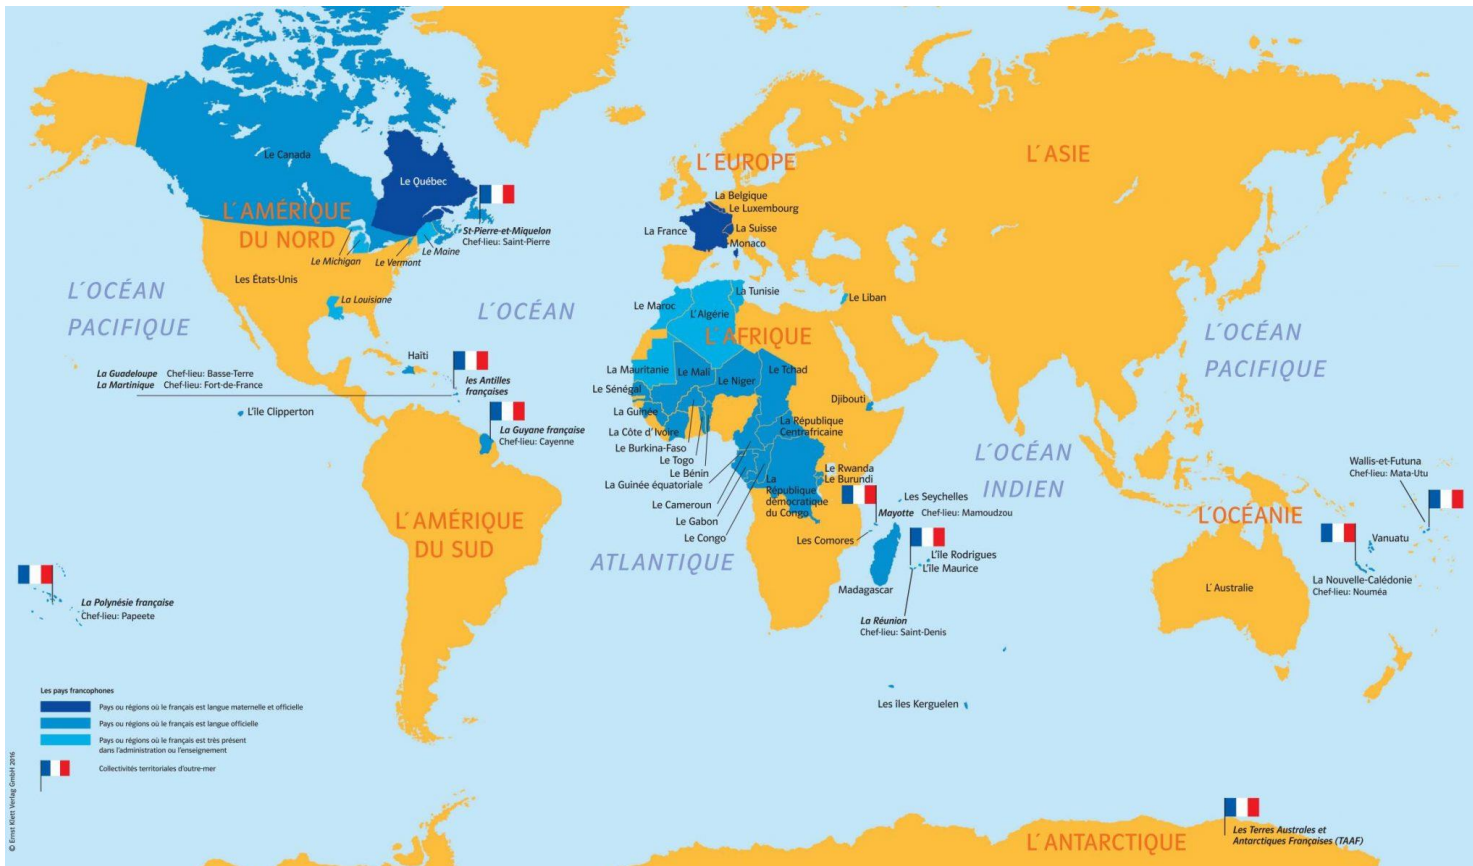 L'EUROPE
L'ASIE
Le Canada
Le Québec
L'AMÉRIQUE
DU NORD
St-Pierre-et-Miquelon
Chef-lieu: Saint-Pierre
Le Michigan
Le Vermont
Le Maine
Les États-Unis
La Louisiane
La Belgique
Le Luxembourg
La France
La Suisse
Monaco
L'OCÉAN
PACIFIQUE
L'OCÉAN
Le Maroc
La Tunisie
L'Algérie
Le Liban
L'AFRIQUE
L'OCÉAN
PACIFIQUE
Haïti
La Guadeloupe Chef-lieu: Basse-Terre
La Martinique Chef-lieu: Fort-de-France
les Antilles
françaises
L'île Clipperton
La Guyane française
Chef-lieu: Cayenne
La Mauritanie
Le Mali
Le Niger
Le Tchad
Le Sénégal
Djibouti
La Guinée
La République
Centrafricaine
La Côte d'Ivoire
Le Burkina-Faso
Le Togo
Le Bénin
La Guinée équatoriale
Le Cameroun
Le Gabon
Le Congo
La
République
démocratique
du Congo
Le Rwanda
Le Burundi
L'OCÉAN
INDIEN
Les Seychelles
Mayotte Chef-lieu: Mamoudzou
Les Comores
L'île Rodrigues
L'île Maurice
Madagascar
La Réunion
Chef-lieu: Saint-Denis
L'AMÉRIQUE
DU SUD
ATLANTIQUE
Wallis-et-Futuna
Chef-lieu: Mata-Utu
L'OCÉANIE
Vanuatu
La Nouvelle-Calédonie
Chef-lieu: Nouméa
L'Australie
La Polynésie française
Chef-lieu: Papeete
Les îles Kerguelen
Les pays francophones
Pays ou régions où le français est langue maternelle et officielle
Pays ou régions où le français est langue officielle
Pays ou régions où le français est très présent
dans l'administration ou l'enseignement
Collectivités territoriales d'outre-mer
© Ernst Klett Verlag GmbH 2016
L'ANTARCTIQUE
Les Terres Australes et
Antarctiques Françaises (TAAF)